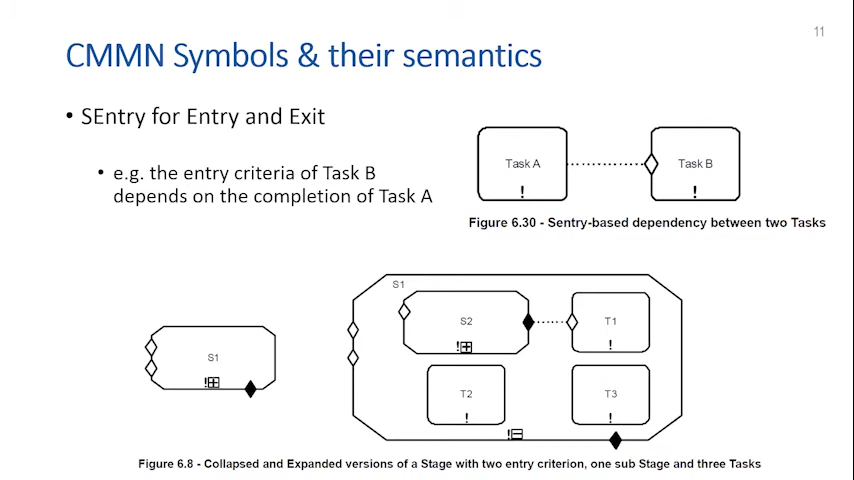 11
CMMN Symbols & their semantics
• SEntry for Entry and Exit
• e.g. the entry criteria of Task B
depends on the completion of Task A
Task A
!
Task B
!
Figure 6.30 - Sentry-based dependency between two Tasks
S1
!
S1
S2
!
T1
!
T2
!
T3
!
!
Figure 6.8 - Collapsed and Expanded versions of a Stage with two entry criterion, one sub Stage and three Tasks